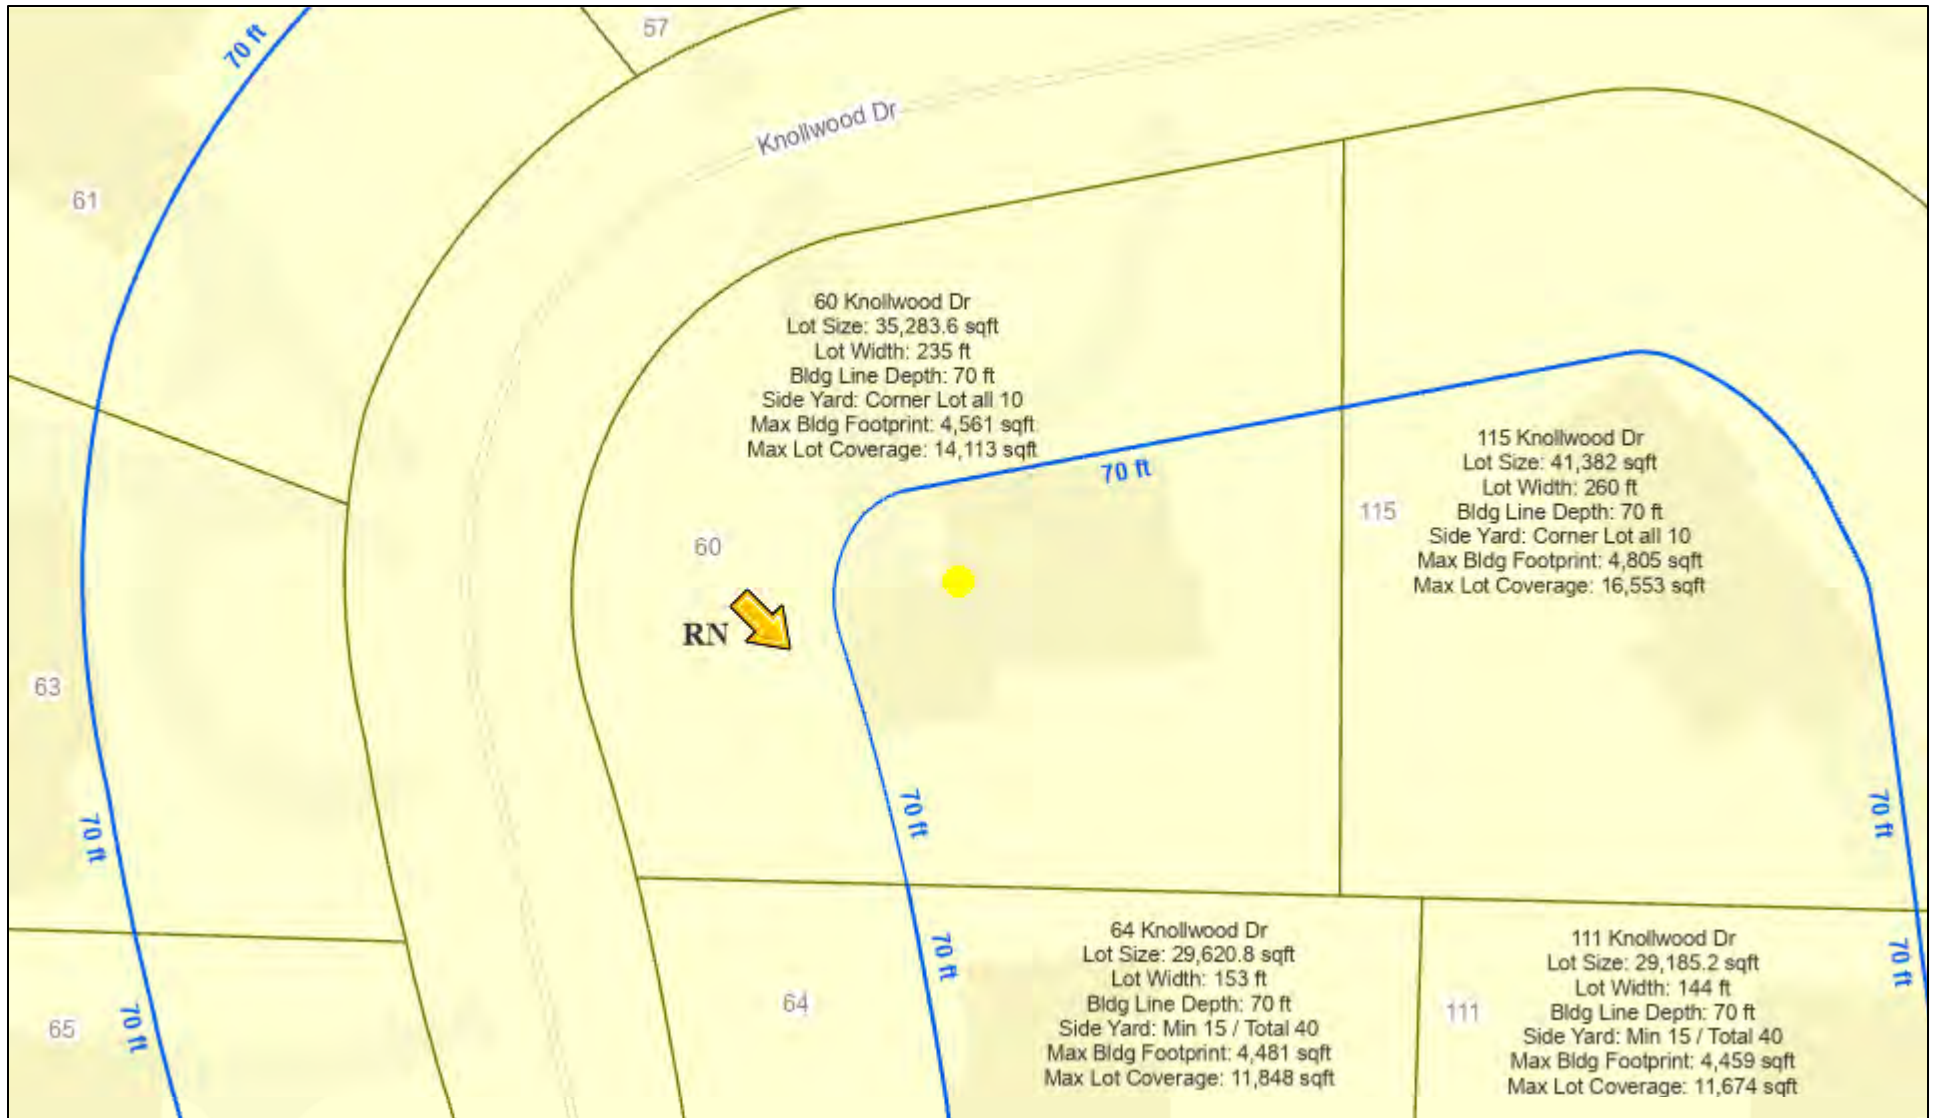 70 ft
57
Knollwood Dr
61
60 Knollwood Dr
Lot Size: 35,283.6 sqft
Lot Width: 235 ft
Bldg Line Depth: 70 ft
Side Yard: Corner Lot all 10
Max Bldg Footprint: 4,561 sqft
Max Lot Coverage: 14,113 sqft
70 ft
115 Knollwood Dr
Lot Size: 41,382 sqft
Lot Width: 260 ft
Bldg Line Depth: 70 ft
Side Yard: Corner Lot all 10
Max Bldg Footprint: 4,805 sqft
Max Lot Coverage: 16,553 sqft
115
60
RN
63
70 ft
70 ft
70 ft
64 Knollwood Dr
Lot Size: 29,620.8 sqft
Lot Width: 153 ft
Bldg Line Depth: 70 ft
Side Yard: Min 15 / Total 40
Max Bldg Footprint: 4,481 sqft
Max Lot Coverage: 11,848 sqft
70 ft
111 Knollwood Dr
Lot Size: 29,185.2 sqft
Lot Width: 144 ft
Bldg Line Depth: 70 ft
Side Yard: Min 15 / Total 40
Max Bldg Footprint: 4,459 sqft
Max Lot Coverage: 11,674 sqft
70 ft
64
111
65
70 ft